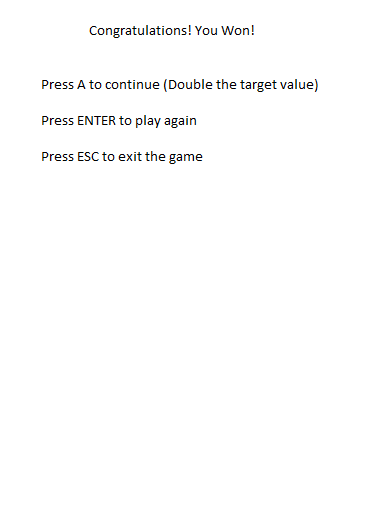 Congratulations! You Won!
Press A to continue (Double the target value)
Press ENTER to play again
Press ESC to exit the game